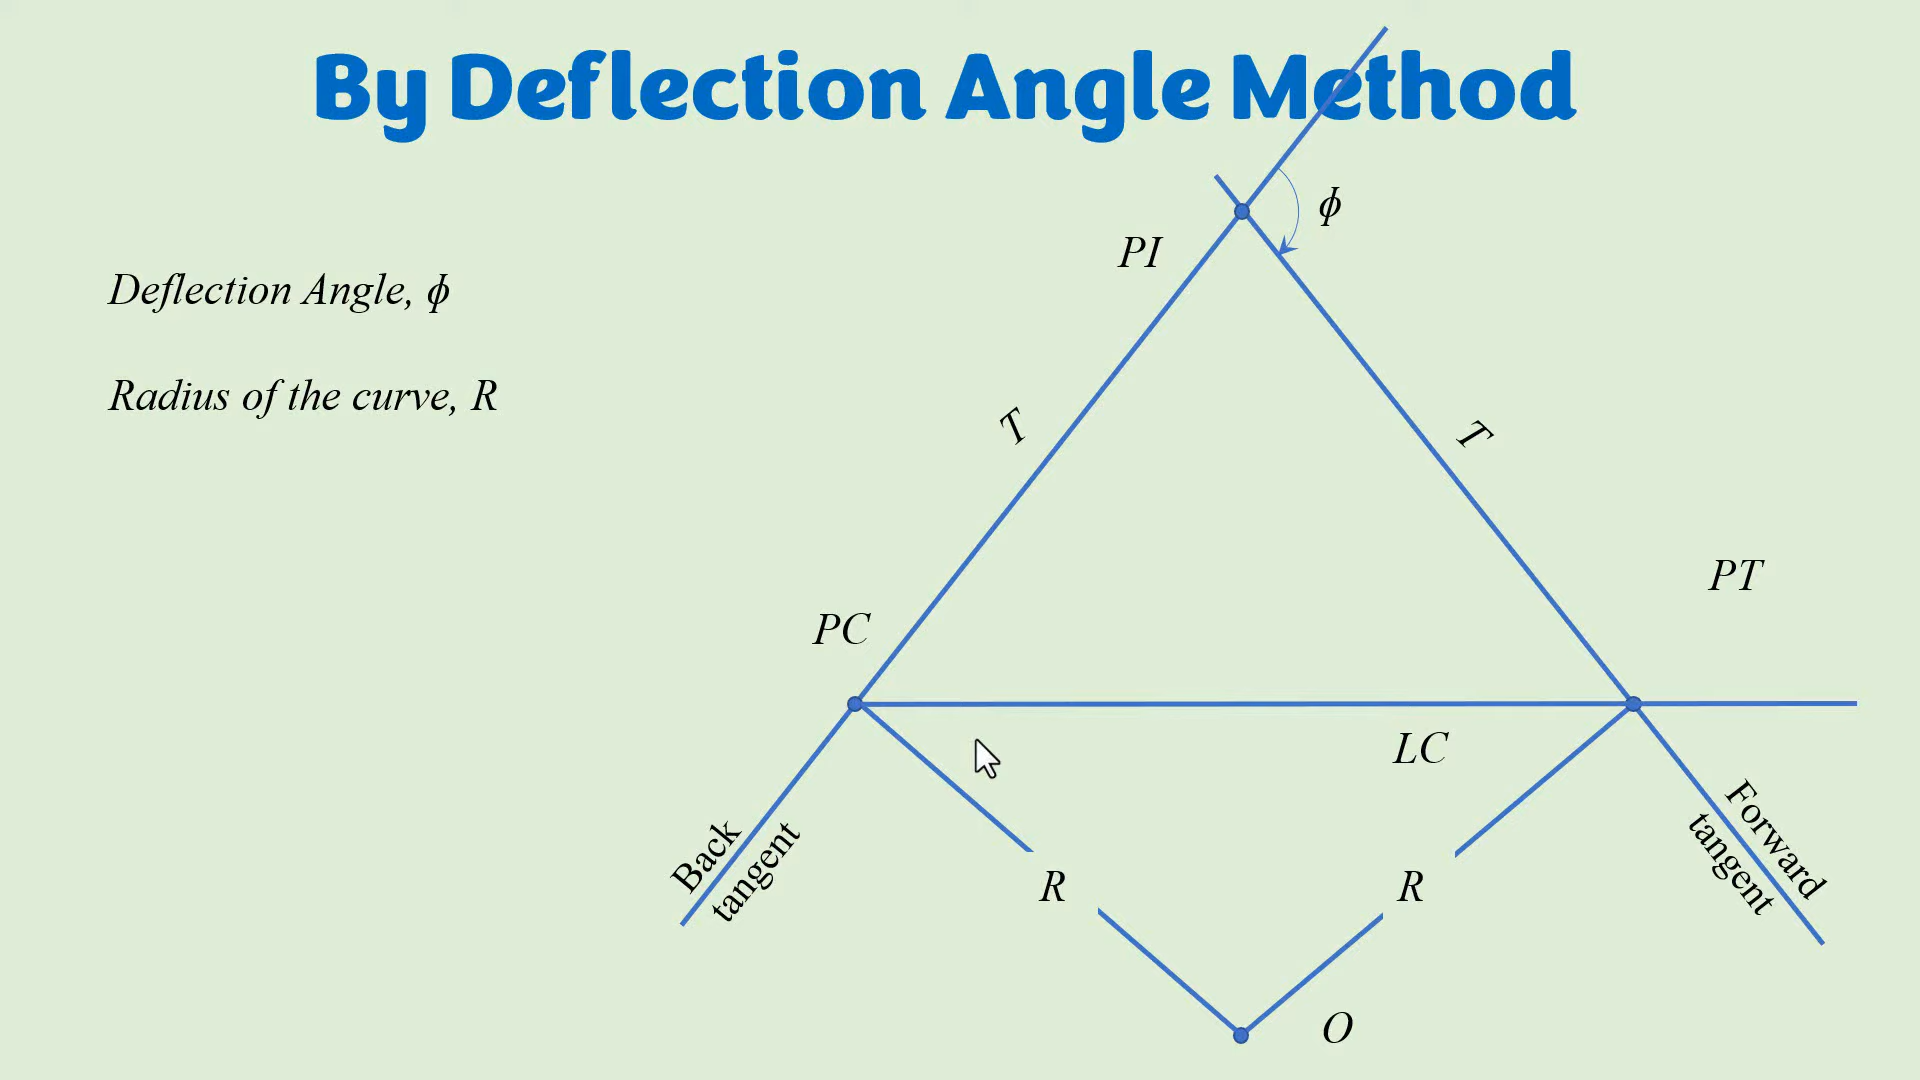 By Deflection Angle Method
ϕ
PI
Deflection Angle, ϕ
Radius of the curve, R
T
T
PT
PC
LC
Back
tangent
Forward
tangent
R
R
O